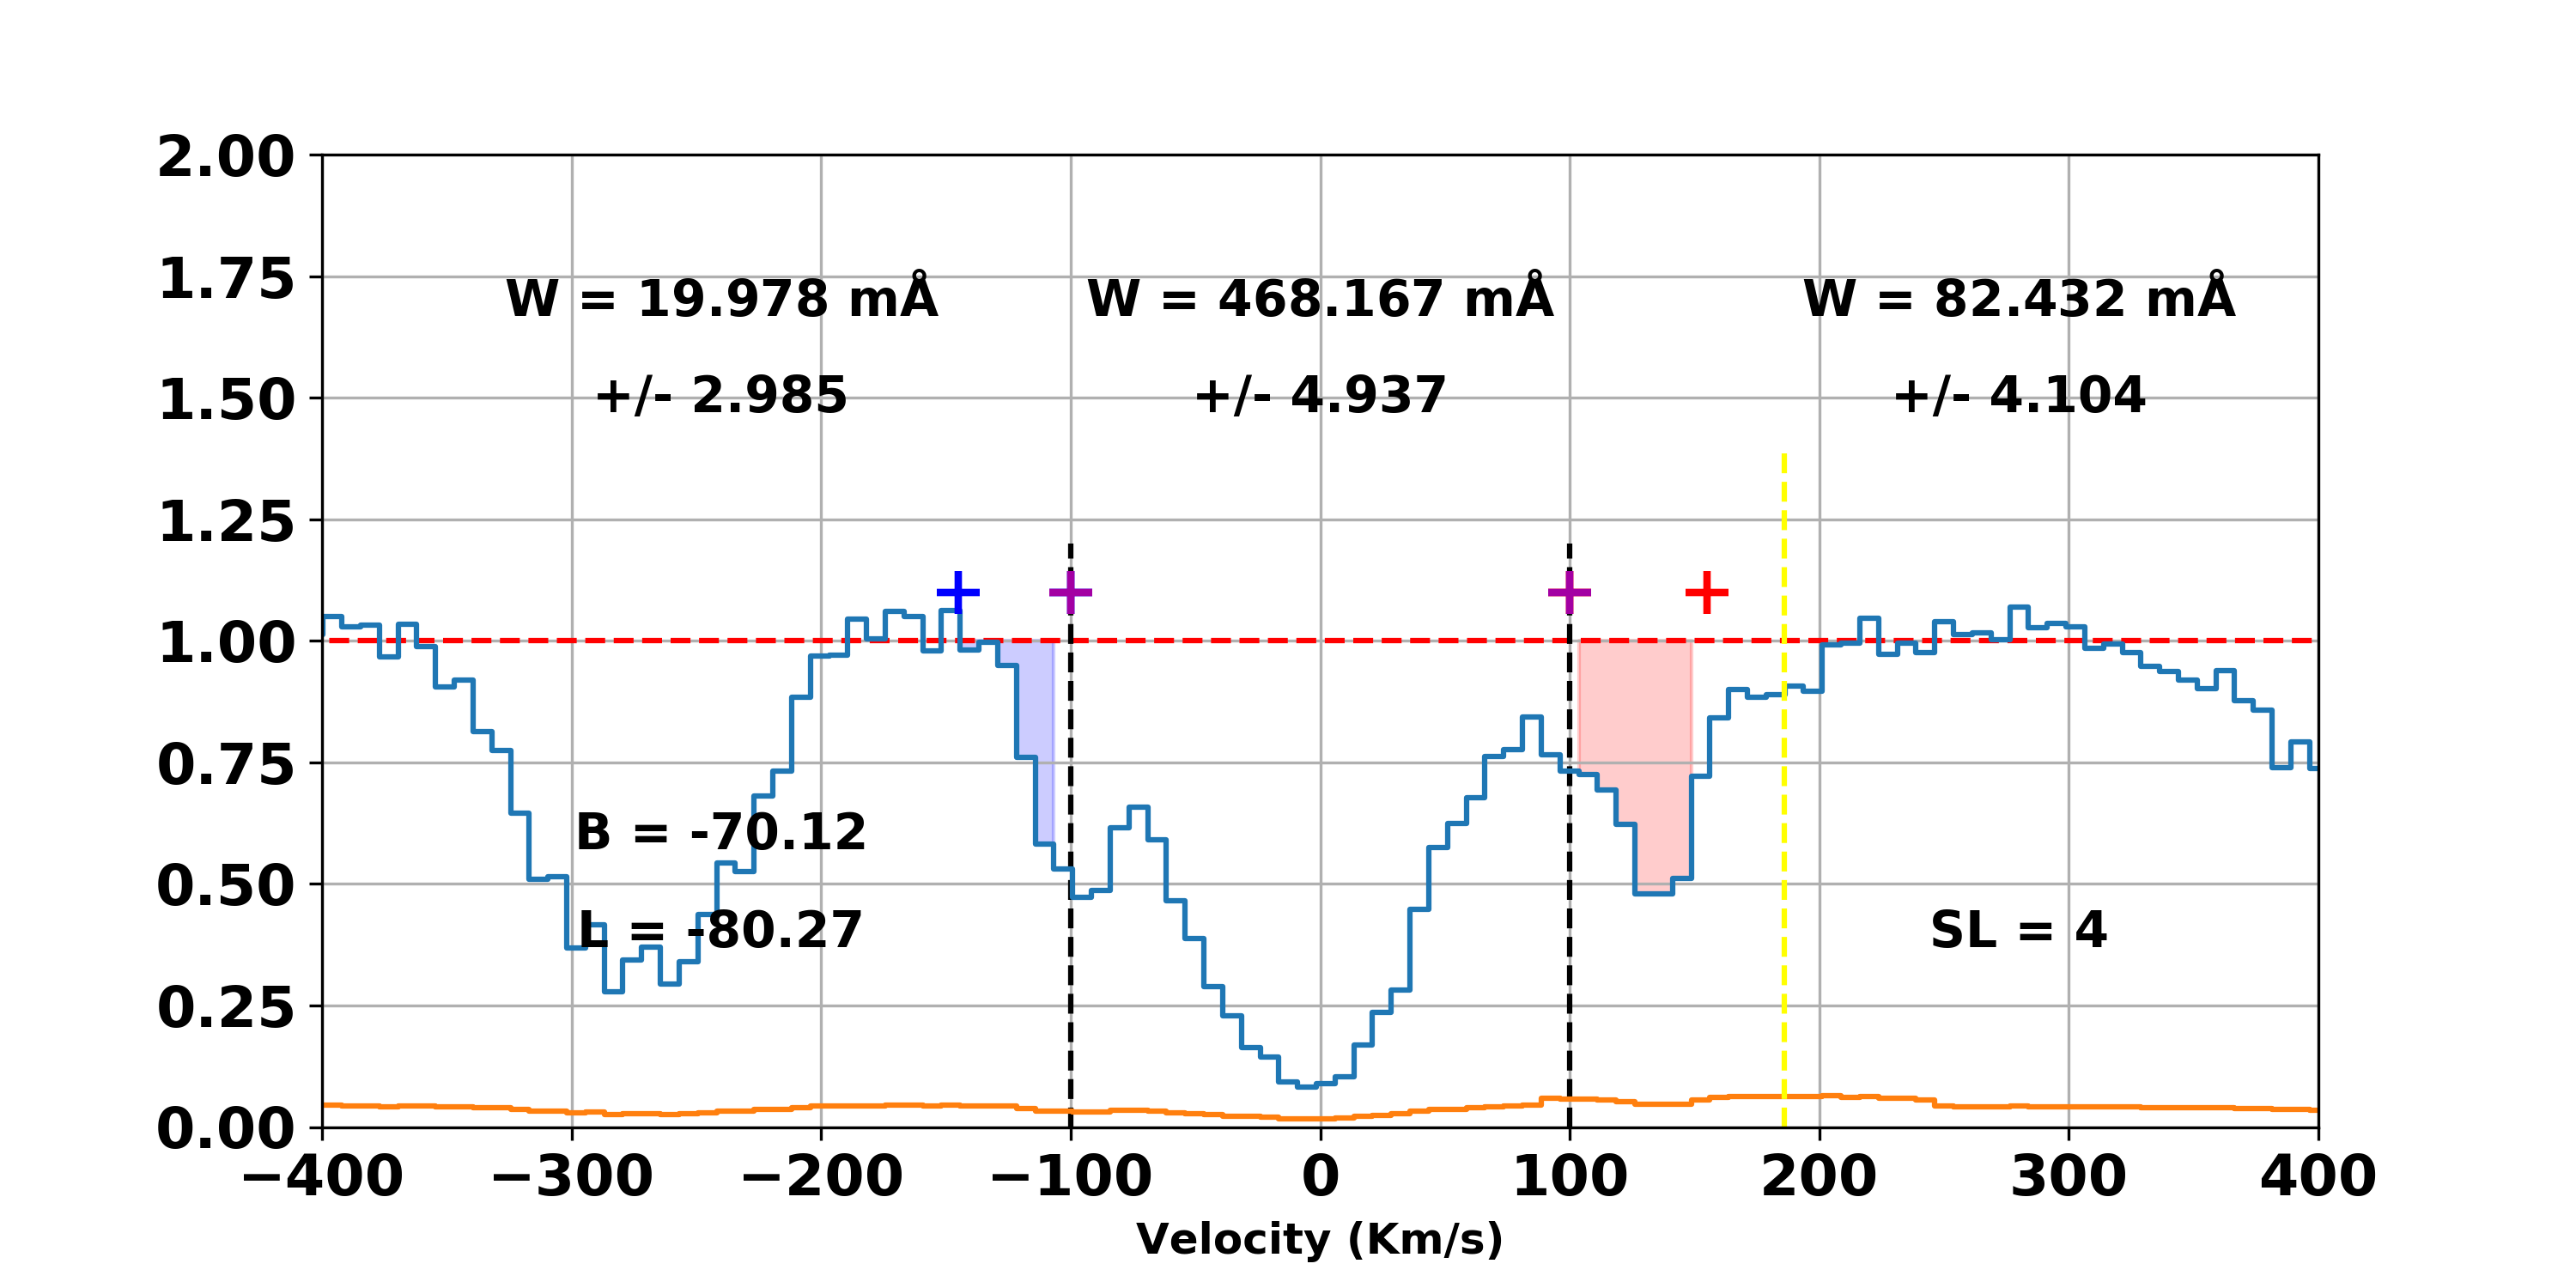 2.00
1.75
W = 19.978 mÅ W = 468.167 mÅ W = 82.432 mÅ
1.50
+/- 2.985 +/- 4.937 +/- 4.104
1.25
1.00
0.75
B = -70.12
0.50
L = -80.27 SL = 4
0.25
0.00
−400 −300 −200 −100 0 100 200 300 400
Velocity (Km/s)